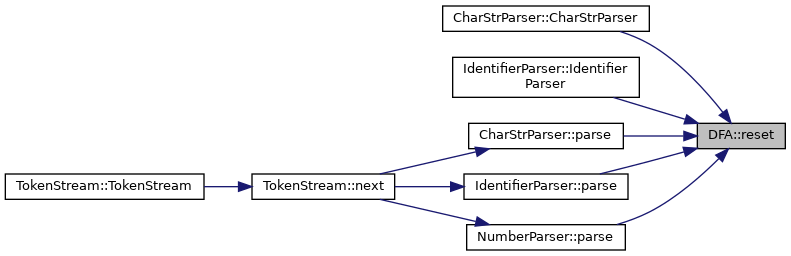 CharStrParser::CharStrParser
IdentifierParser::Identifier
Parser
CharStrParser::parse
DFA::reset
TokenStream::TokenStream
TokenStream::next
IdentifierParser::parse
NumberParser::parse